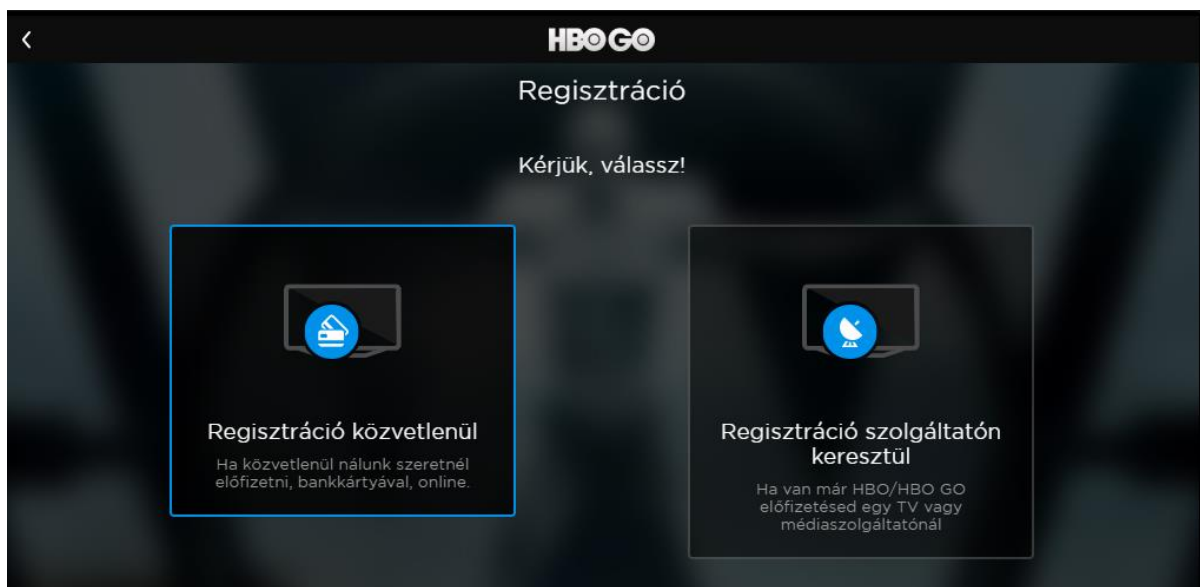 HBO GO
Regisztráció
Kérjük, válassz!
Regisztráció közvetlenül
Ha közvetlenül nálunk szeretnél
előfizetni, bankkártyával, online.
Regisztráció szolgáltatón
keresztül
Ha van már HBO/HBO GO
előfizetésed egy TV vagy
médiaszolgáltatónál